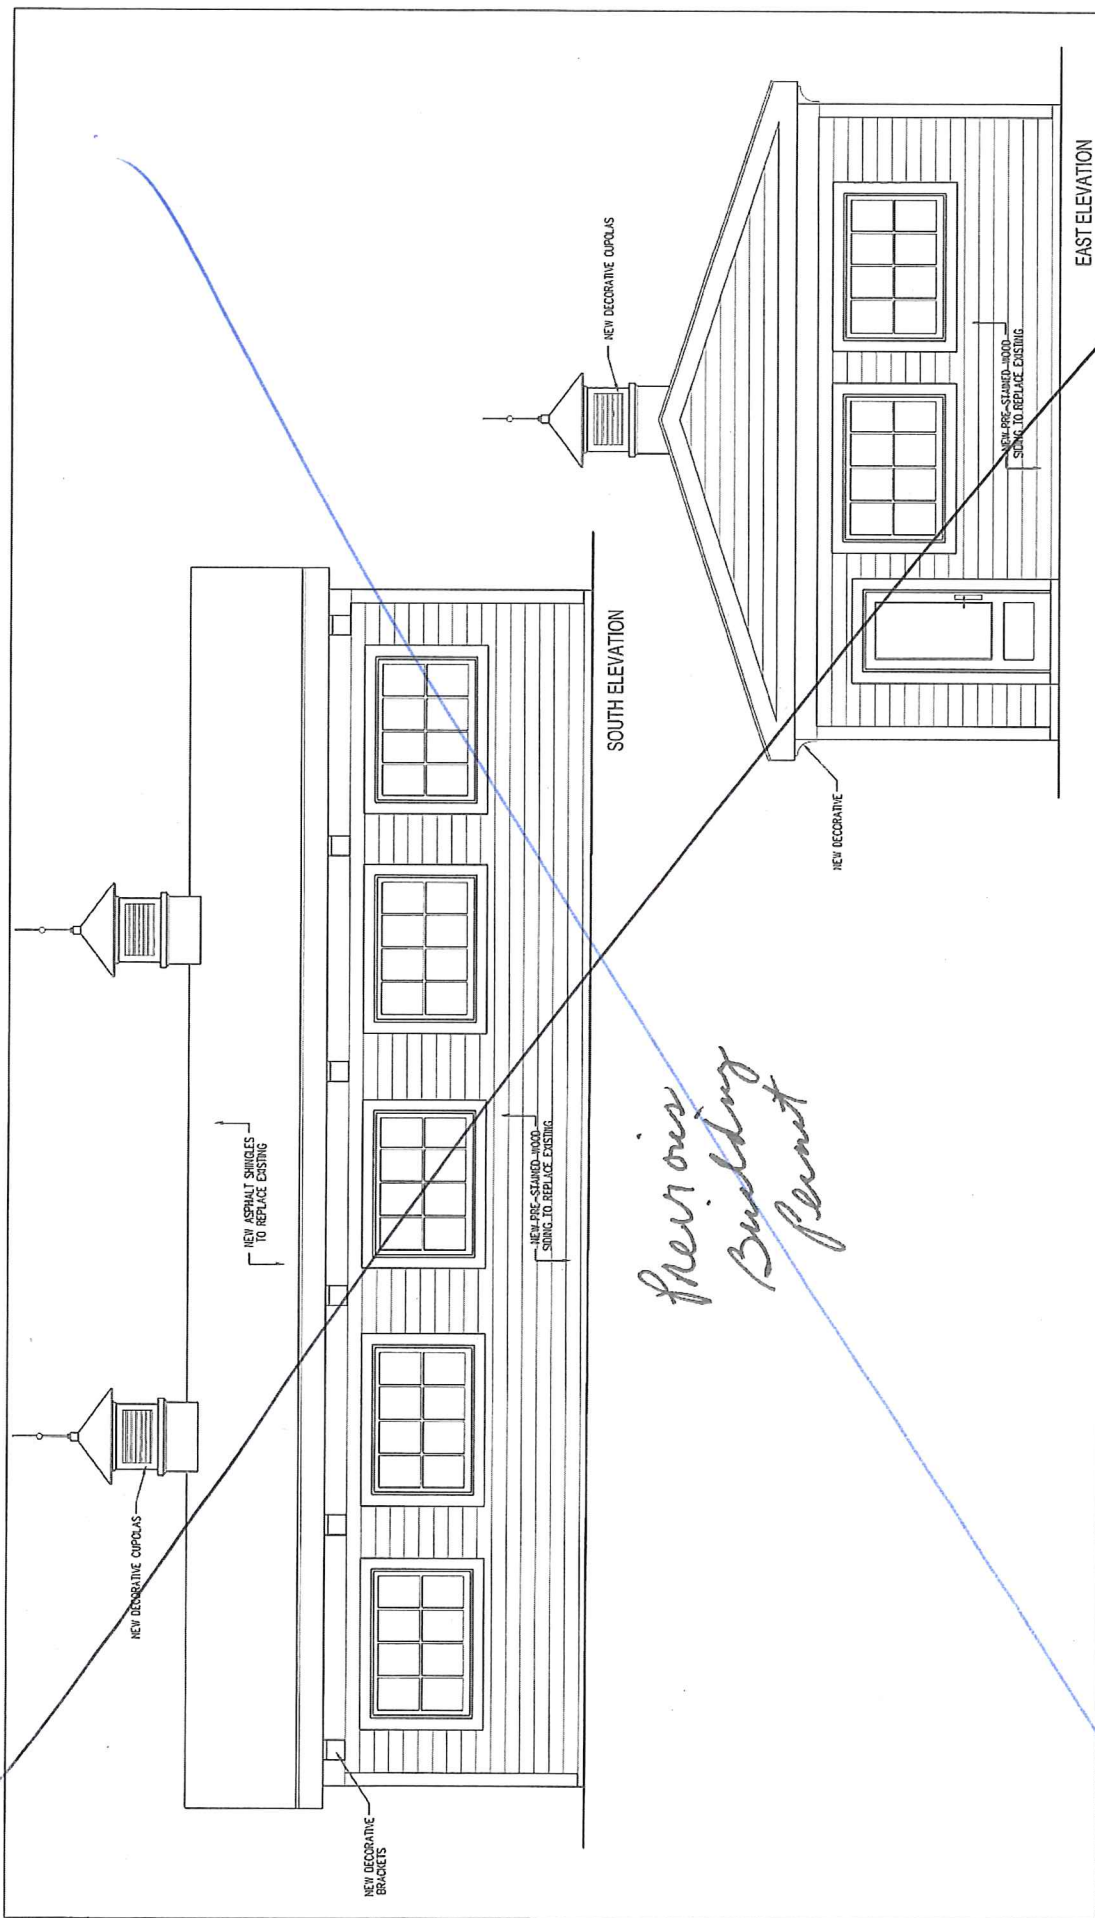 NEW DECORATIVE CUPOLAS
NEW ASPHALT SHINGLES
TO REPLACE EXISTING
NEW DECORATIVE
BRACKETS
NEW PRE-STAINED WOOD
SIDING TO REPLACE EXISTING
SOUTH ELEVATION
Previous
Building
Permit
NEW DECORATIVE CUPOLAS
NEW DECORATIVE
NEW PRE-STAINED WOOD
SIDING TO REPLACE EXISTING
EAST ELEVATION